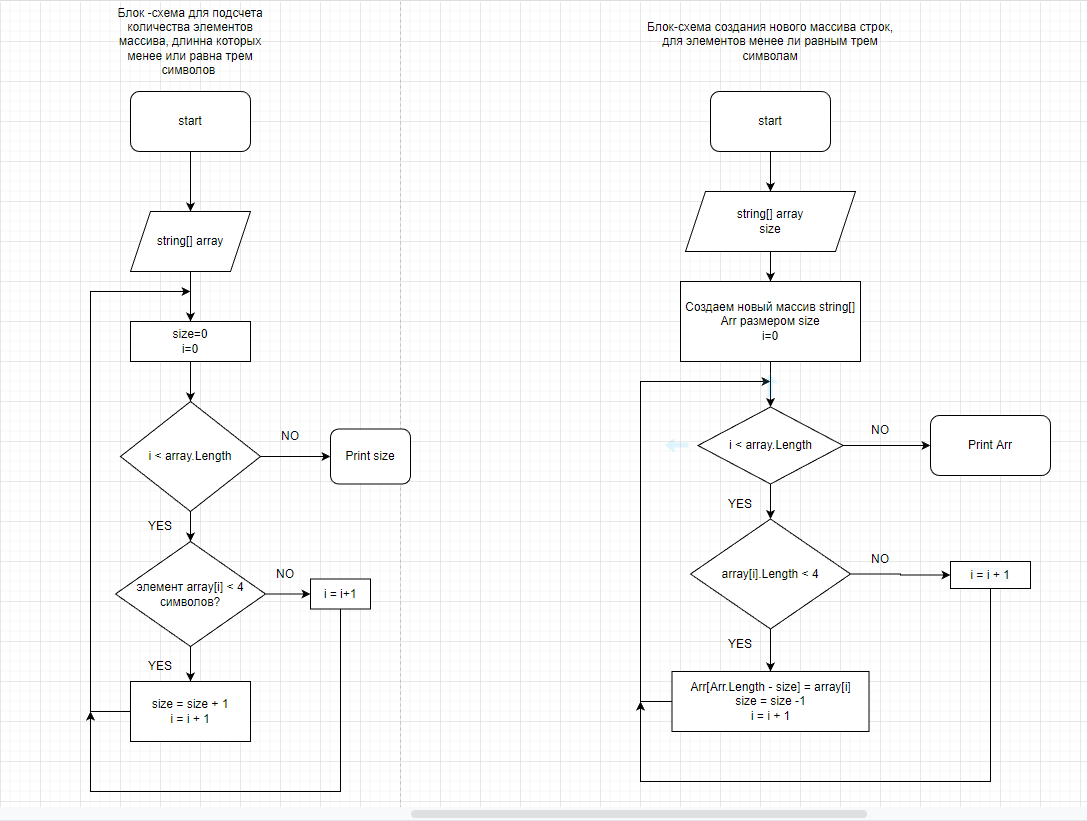 Блок -схема для подсчета
количества элементов
массива, длинна которых
менее или равна трем
символов
start
string[] array
size=0
i=0
i < array.Length
NO
Print size
YES
элемент array[i] < 4
символов?
NO
i = i+1
YES
size = size + 1
i = i + 1
Блок-схема создания нового массива строк,
для элементов менее ли равным трем
символам
start
string[] array
size
Создаем новый массив string[]
Arr размером size
i=0
i < array.Length
NO
Print Arr
YES
array[i].Length < 4
NO
i = i + 1
YES
Arr[Arr.Length - size] = array[i]
size = size -1
i = i + 1